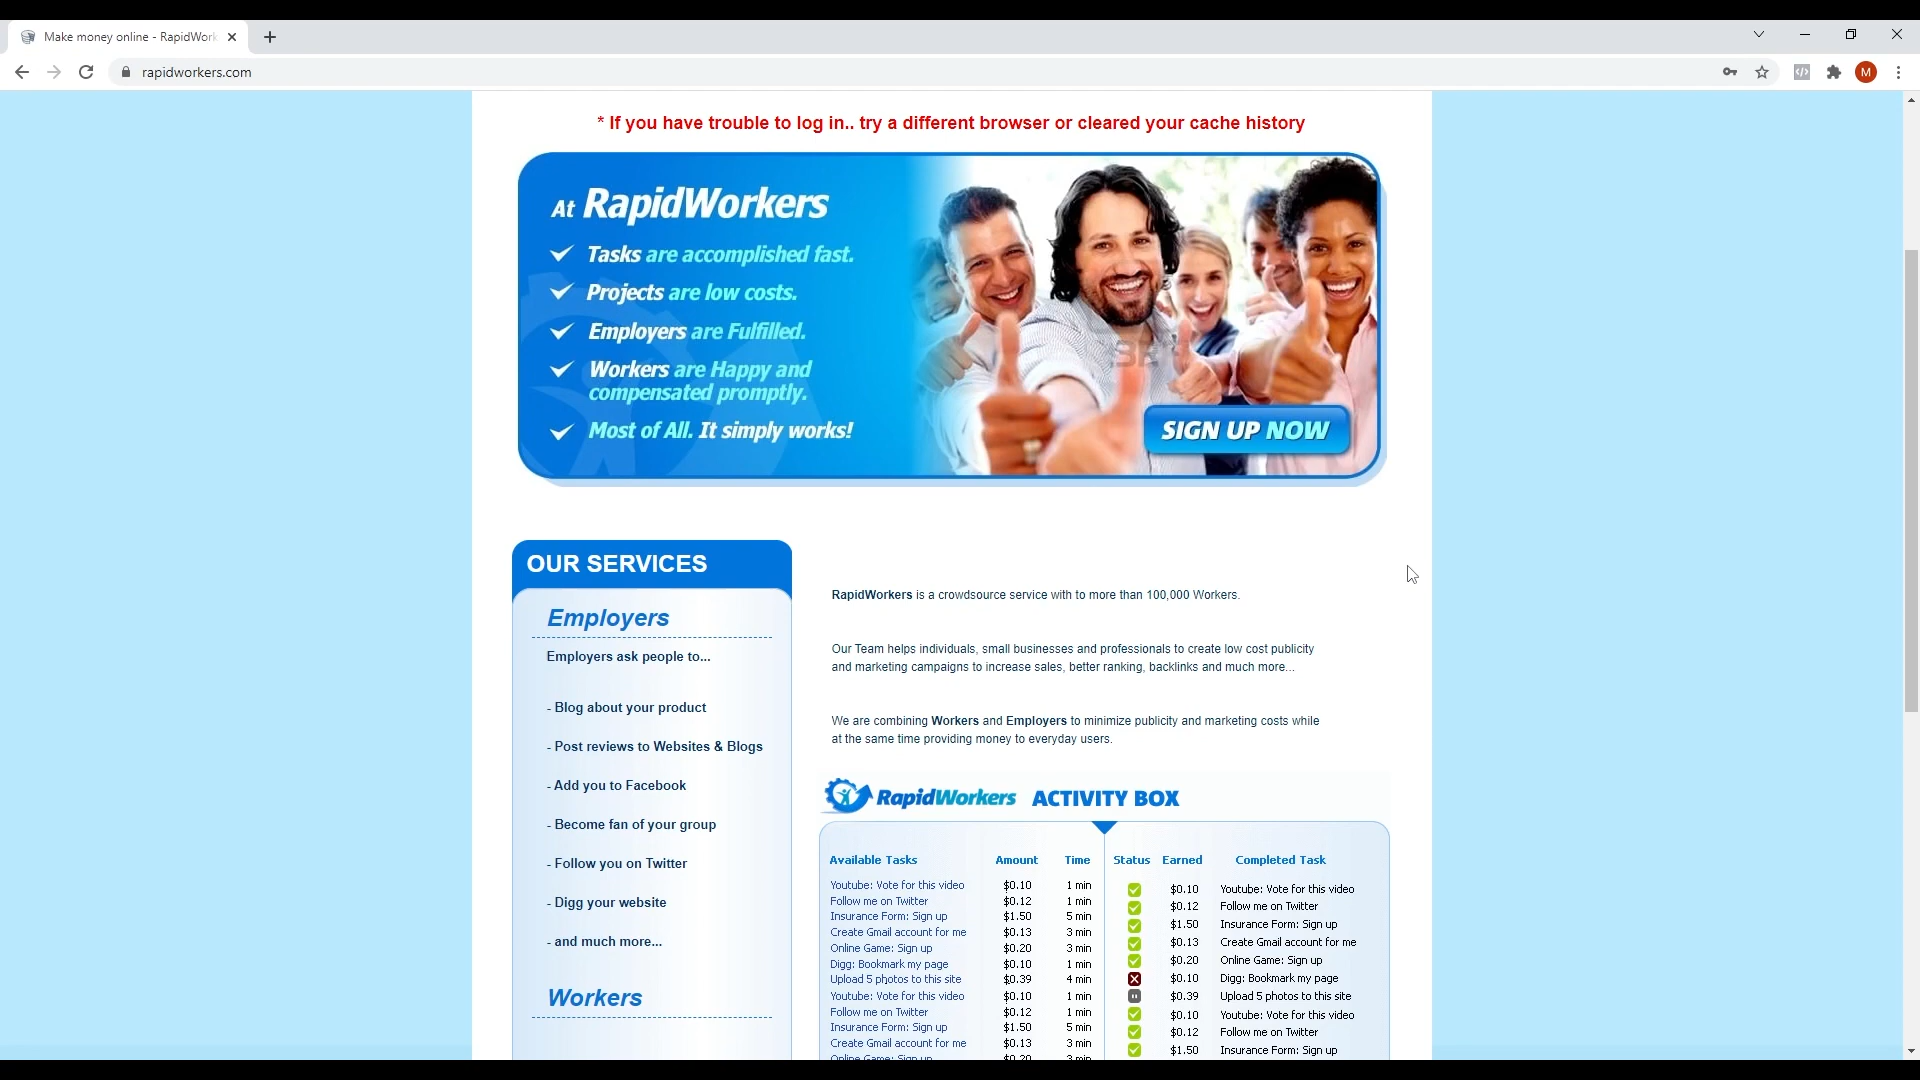 Make money online - RapidWork
rapidworkers.com
M
* If you have trouble to log in.. try a different browser or cleared your cache history
At RapidWorkers
Tasks are accomplished fast.
Projects are low costs.
Employers are Fulfilled.
Workers are Happy and
compensated promptly.
Most of All. It simply works!
SIGN UP NOW
OUR SERVICES
Employers
Employers ask people to...
- Blog about your product
- Post reviews to Websites & Blogs
- Add you to Facebook
- Become fan of your group
- Follow you on Twitter
- Digg your website
- and much more...
Workers
RapidWorkers is a crowdsource service with to more than 100,000 Workers.
Our Team helps individuals, small businesses and professionals to create low cost publicity
and marketing campaigns to increase sales, better ranking, backlinks and much more...
We are combining Workers and Employers to minimize publicity and marketing costs while
at the same time providing money to everyday users.
RapidWorkers ACTIVITY BOX
Available Tasks Amount Time Status Earned Completed Task
Youtube: Vote for this video $0.10 1 min $0.10 Youtube: Vote for this video
Follow me on Twitter $0.12 1 min $0.12 Follow me on Twitter
Insurance Form: Sign up $1.50 5 min $1.50 Insurance Form: Sign up
Create Gmail account for me $0.13 3 min $0.13 Create Gmail account for me
Online Game: Sign up $0.20 3 min $0.20 Online Game: Sign up
Digg: Bookmark my page $0.10 1 min $0.10 Digg: Bookmark my page
Upload 5 photos to this site $0.39 4 min $0.39 Upload 5 photos to this site
Youtube: Vote for this video $0.10 1 min $0.10 Youtube: Vote for this video
Follow me on Twitter $0.12 1 min $0.12 Follow me on Twitter
Insurance Form: Sign up $1.50 5 min $1.50 Insurance Form: Sign up
Create Gmail account for me $0.13 3 min
Online Game: Sign up $0.20 3 min